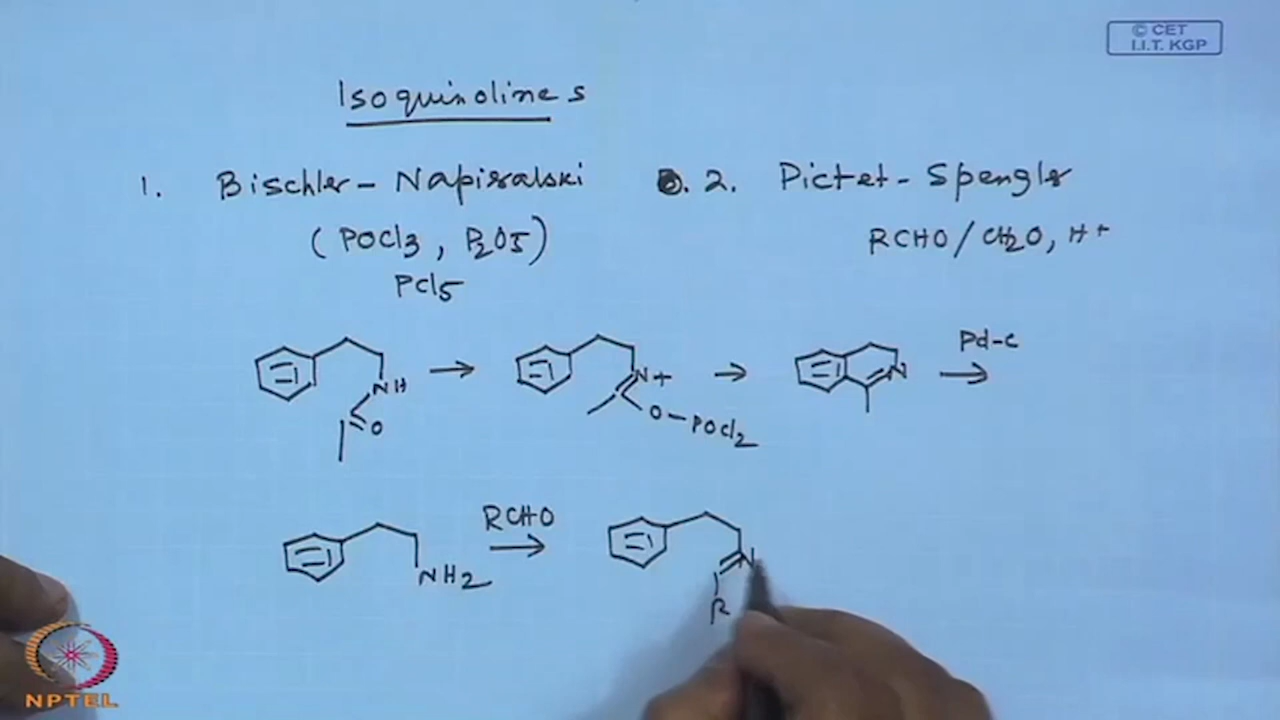 © CET
I.I.T. KGP
Isoquinolines
1. Bischler - Napiralski
(POCl3, P2O5)
PCl5
2. Pictet - Spengler
RCHO / CH2O, H+
NH
O
N+
O-POCl2
N
Pd-C
NH2
RCHO
N
R
NPTEL